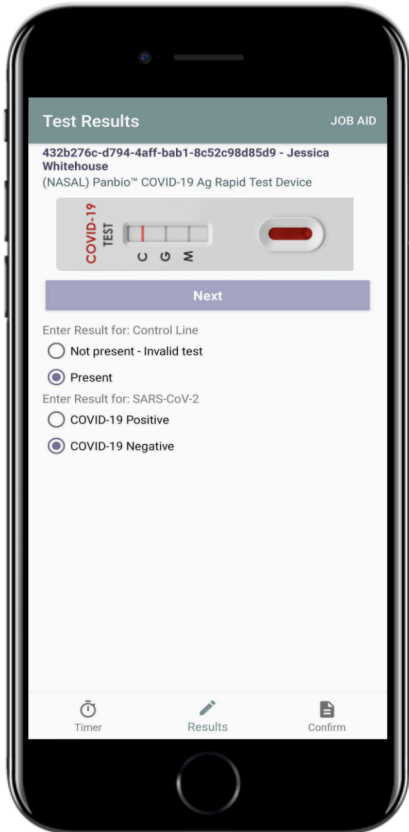 Test Results
JOB AID
432b276c-d794-4aff-bab1-8c52c98d85d9 - Jessica
Whitehouse
(NASAL) Panbio™ COVID-19 Ag Rapid Test Device
COVID-19
TEST
C G M
Next
Enter Result for: Control Line
Not present - Invalid test
Present
Enter Result for: SARS-CoV-2
COVID-19 Positive
COVID-19 Negative
Timer
Results
Confirm